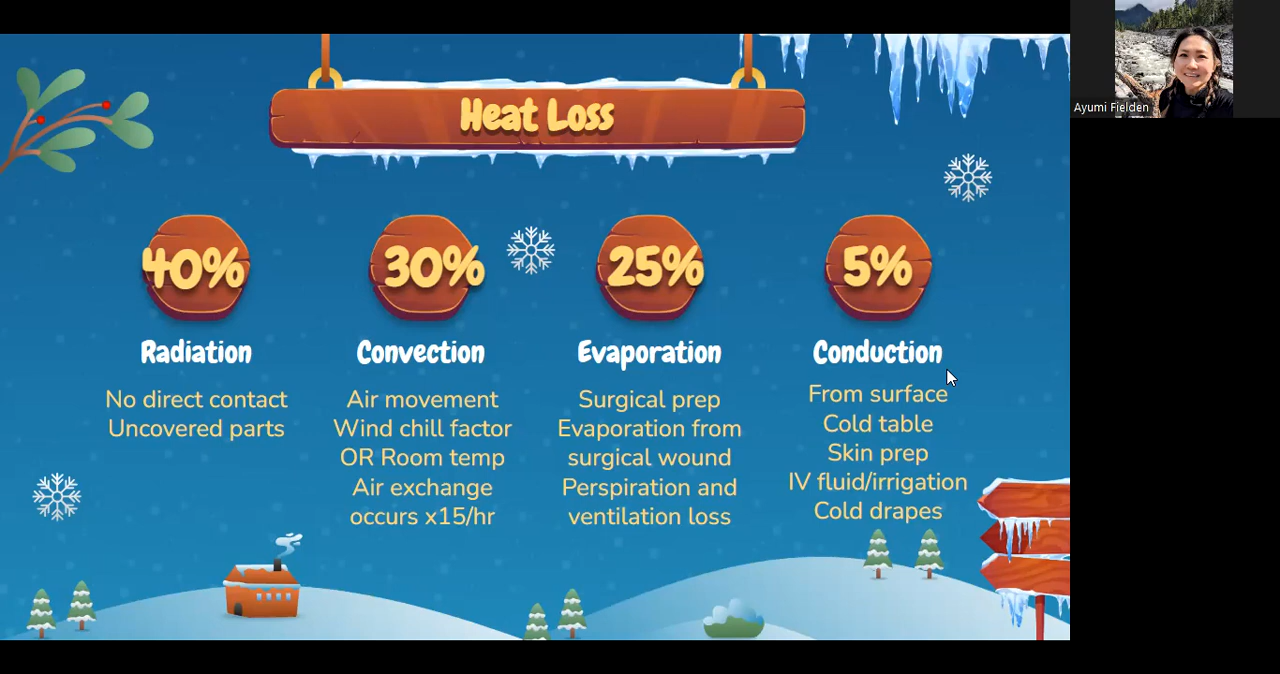 Heat Loss
40%
Radiation
No direct contact
Uncovered parts
30%
Convection
Air movement
Wind chill factor
OR Room temp
Air exchange
occurs x15/hr
25%
Evaporation
Surgical prep
Evaporation from
surgical wound
Perspiration and
ventilation loss
5%
Conduction
From surface
Cold table
Skin prep
IV fluid/irrigation
Cold drapes
Ayumi Fielden